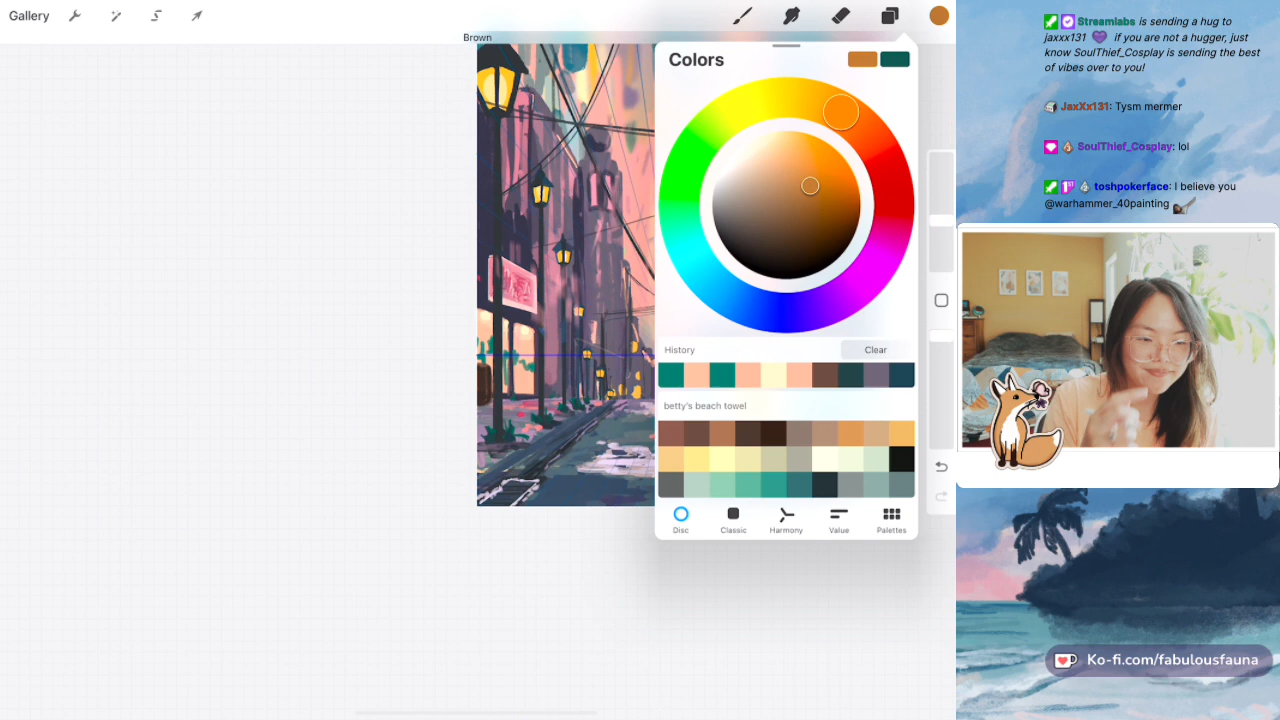 Gallery
Brown
Colors
History
Clear
betty's beach towel
Disc
Classic
Harmony
Value
Palettes
Streamlabs is sending a hug to
jaxxx131 💜 if you are not a hugger, just
know SoulThief_Cosplay is sending the best
of vibes over to you!
JaxXx131: Tysm mermer
SoulThief_Cosplay: lol
1ST toshpokerface: I believe you
@warhammer_40painting
Ko-fi.com/fabulousfauna